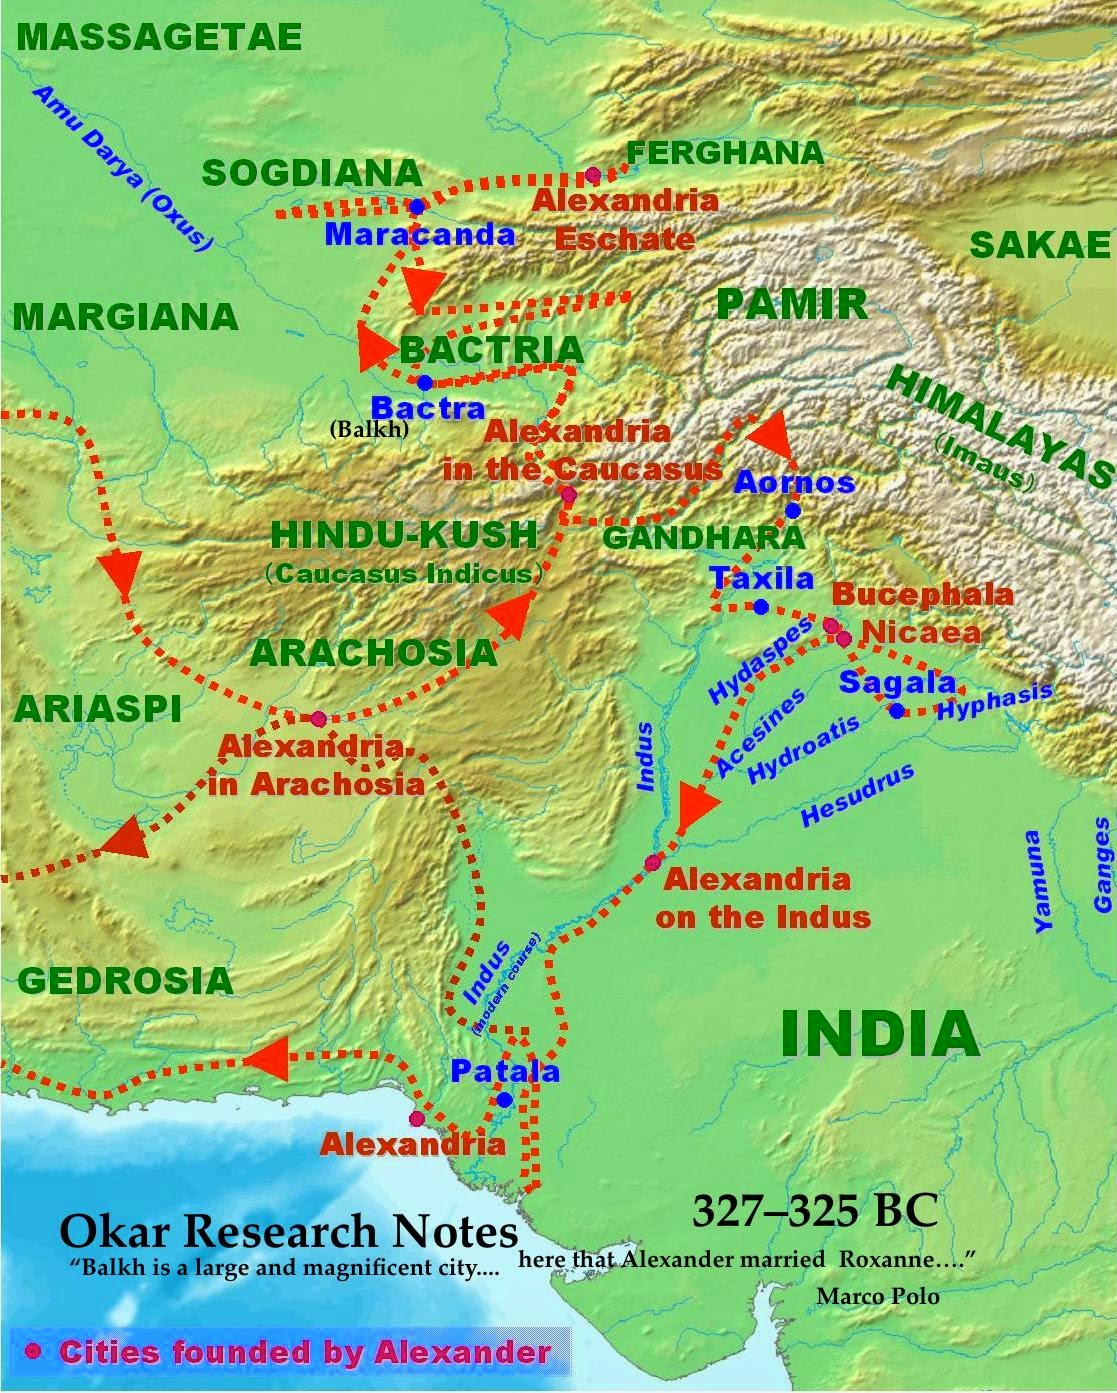 MASSAGETAE
Amu Darya (Oxus)
SOGDIANA
FERGHANA
Alexandria
Eschate
Maracanda
SAKAE
MARGIANA
PAMIR
BACTRIA
HIMALAYAS
(Imaus)
Bactra
(Balkh)
Alexandria
in the Caucasus
Aornos
HINDU-KUSH
(Caucasus Indicus)
GANDHARA
Taxila
Bucephala
Nicaea
ARACHOSIA
Hydaspes
Sagala
Hyphasis
ARIASPI
Acesines
Hydroatis
Indus
Alexandria
in Arachosia
Hesudrus
Yamuna
Ganges
Alexandria
on the Indus
Indus
(modern course)
GEDROSIA
INDIA
Patala
Alexandria
327–325 BC
Okar Research Notes
“Balkh is a large and magnificent city.... here that Alexander married Roxanne….”
Marco Polo
Cities founded by Alexander